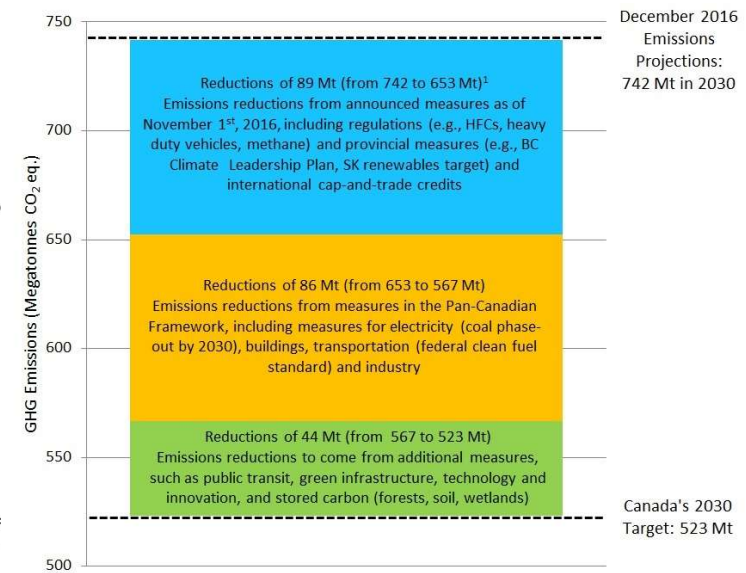 750
700
650
600
550
500
GHG Emissions (Megatonnes CO₂ eq.)
December 2016
Emissions
Projections:
742 Mt in 2030
Reductions of 89 Mt (from 742 to 653 Mt)¹
Emissions reductions from announced measures as of
November 1ˢᵗ, 2016, including regulations (e.g., HFCs, heavy
duty vehicles, methane) and provincial measures (e.g., BC
Climate Leadership Plan, SK renewables target) and
international cap-and-trade credits
Reductions of 86 Mt (from 653 to 567 Mt)
Emissions reductions from measures in the Pan-Canadian
Framework, including measures for electricity (coal phase-
out by 2030), buildings, transportation (federal clean fuel
standard) and industry
Reductions of 44 Mt (from 567 to 523 Mt)
Emissions reductions to come from additional measures,
such as public transit, green infrastructure, technology and
innovation, and stored carbon (forests, soil, wetlands)
Canada's 2030
Target: 523 Mt